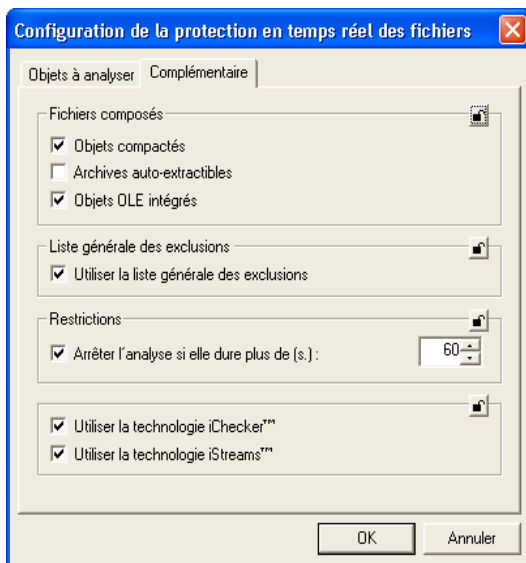 Configuration de la protection en temps réel des fichiers
Objets à analyser
Complémentaire
Fichiers composés
Objets compactés
Archives auto-extractibles
Objets OLE intégrés
Liste générale des exclusions
Utiliser la liste générale des exclusions
Restrictions
Arrêter l'analyse si elle dure plus de (s.) : 60
Utiliser la technologie iChecker™
Utiliser la technologie iStreams™
OK
Annuler